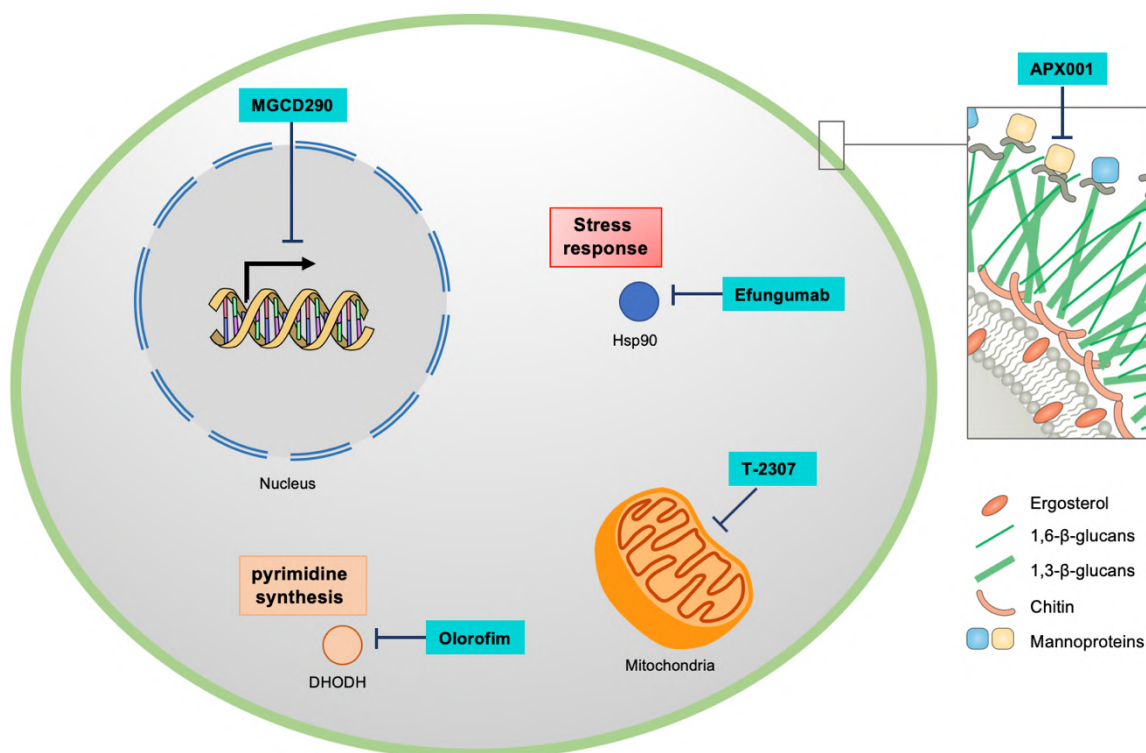 APX001
MGCD290
Stress
response
Efungumab
Hsp90
T-2307
Nucleus
Ergosterol
1,6-β-glucans
pyrimidine
synthesis
1,3-β-glucans
Chitin
Olorofim
Mannoproteins
Mitochondria
DHODH